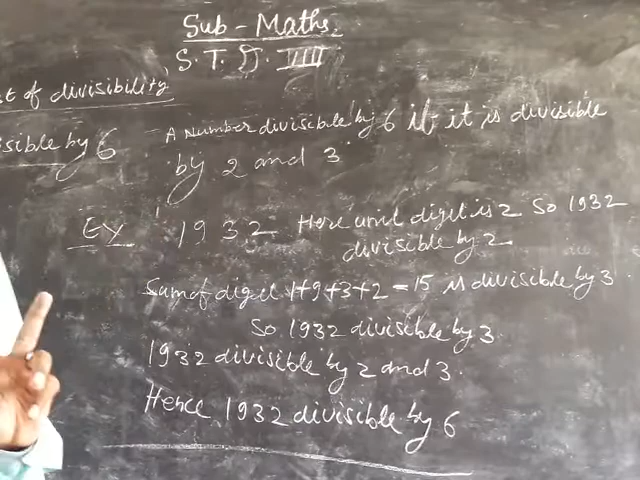 Sub - Maths
S.T.D. VIII
st of divisibility
isible by 6 A Number divisible by 6 if it is divisible
by 2 and 3
Ex 1932 Here unit digit is 2 So 1932
divisible by 2
Sum of digit 1+9+3+2 = 15 is divisible by 3
So 1932 divisible by 3
1932 divisible by 2 and 3.
Hence 1932 divisible by 6